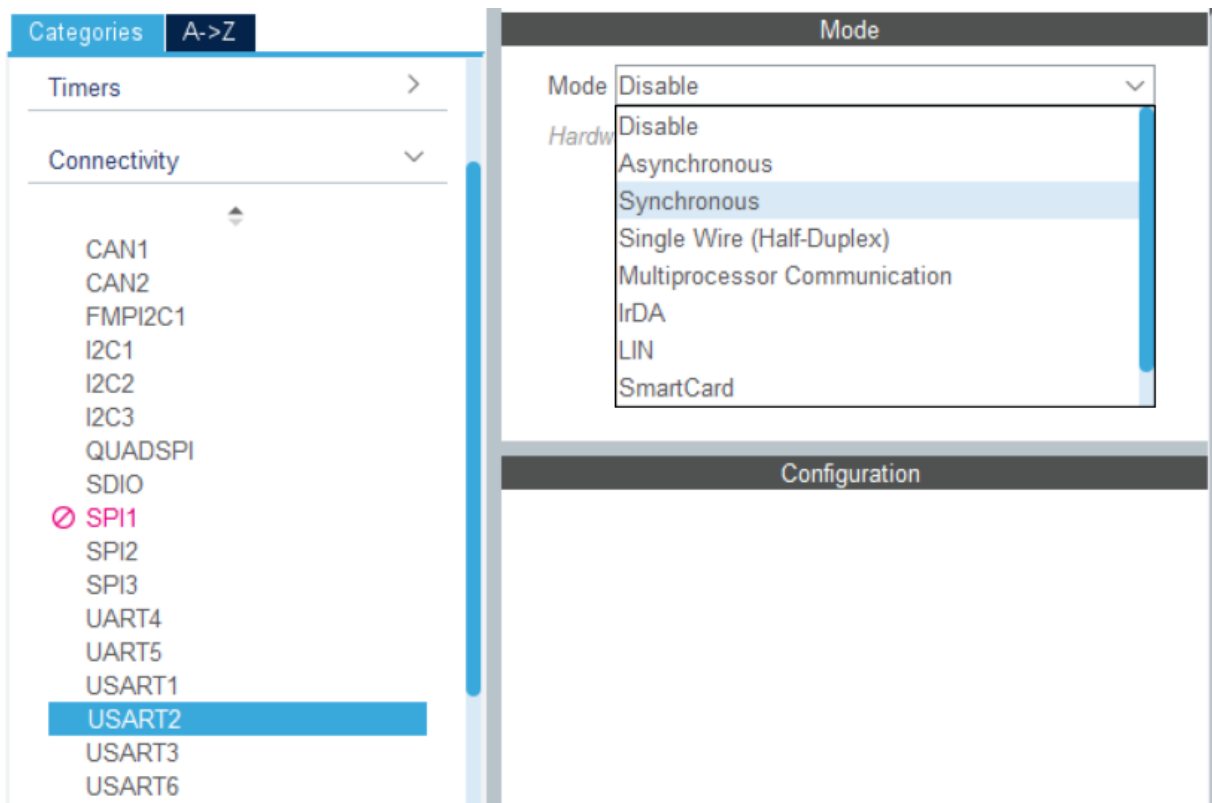 Categories
A->Z
Timers
Connectivity
CAN1
CAN2
FMPI2C1
I2C1
I2C2
I2C3
QUADSPI
SDIO
SPI1
SPI2
SPI3
UART4
UART5
USART1
USART2
USART3
USART6
Mode
Mode Disable
Hardw
Disable
Asynchronous
Synchronous
Single Wire (Half-Duplex)
Multiprocessor Communication
IrDA
LIN
SmartCard
Configuration